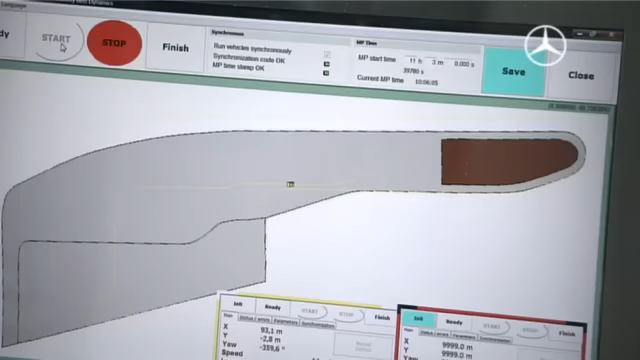 START
STOP
Finish
Synchronous
Run vehicles synchronously
Synchronization code OK
MP time stamp OK
MP Time
MP start time 11 h 3 m 0,000 s
39780 s
Current MP time 10:06:05
Save
Close
Init Ready START STOP Finish
Status / errors Parameters Synchronization
X 93,1 m
Y -2,8 m
Yaw -359,6 °
Speed
Init Ready START STOP Finish
Status / errors Parameters Synchronization
X 9999.0 m
Y 9999.0 m
Yaw